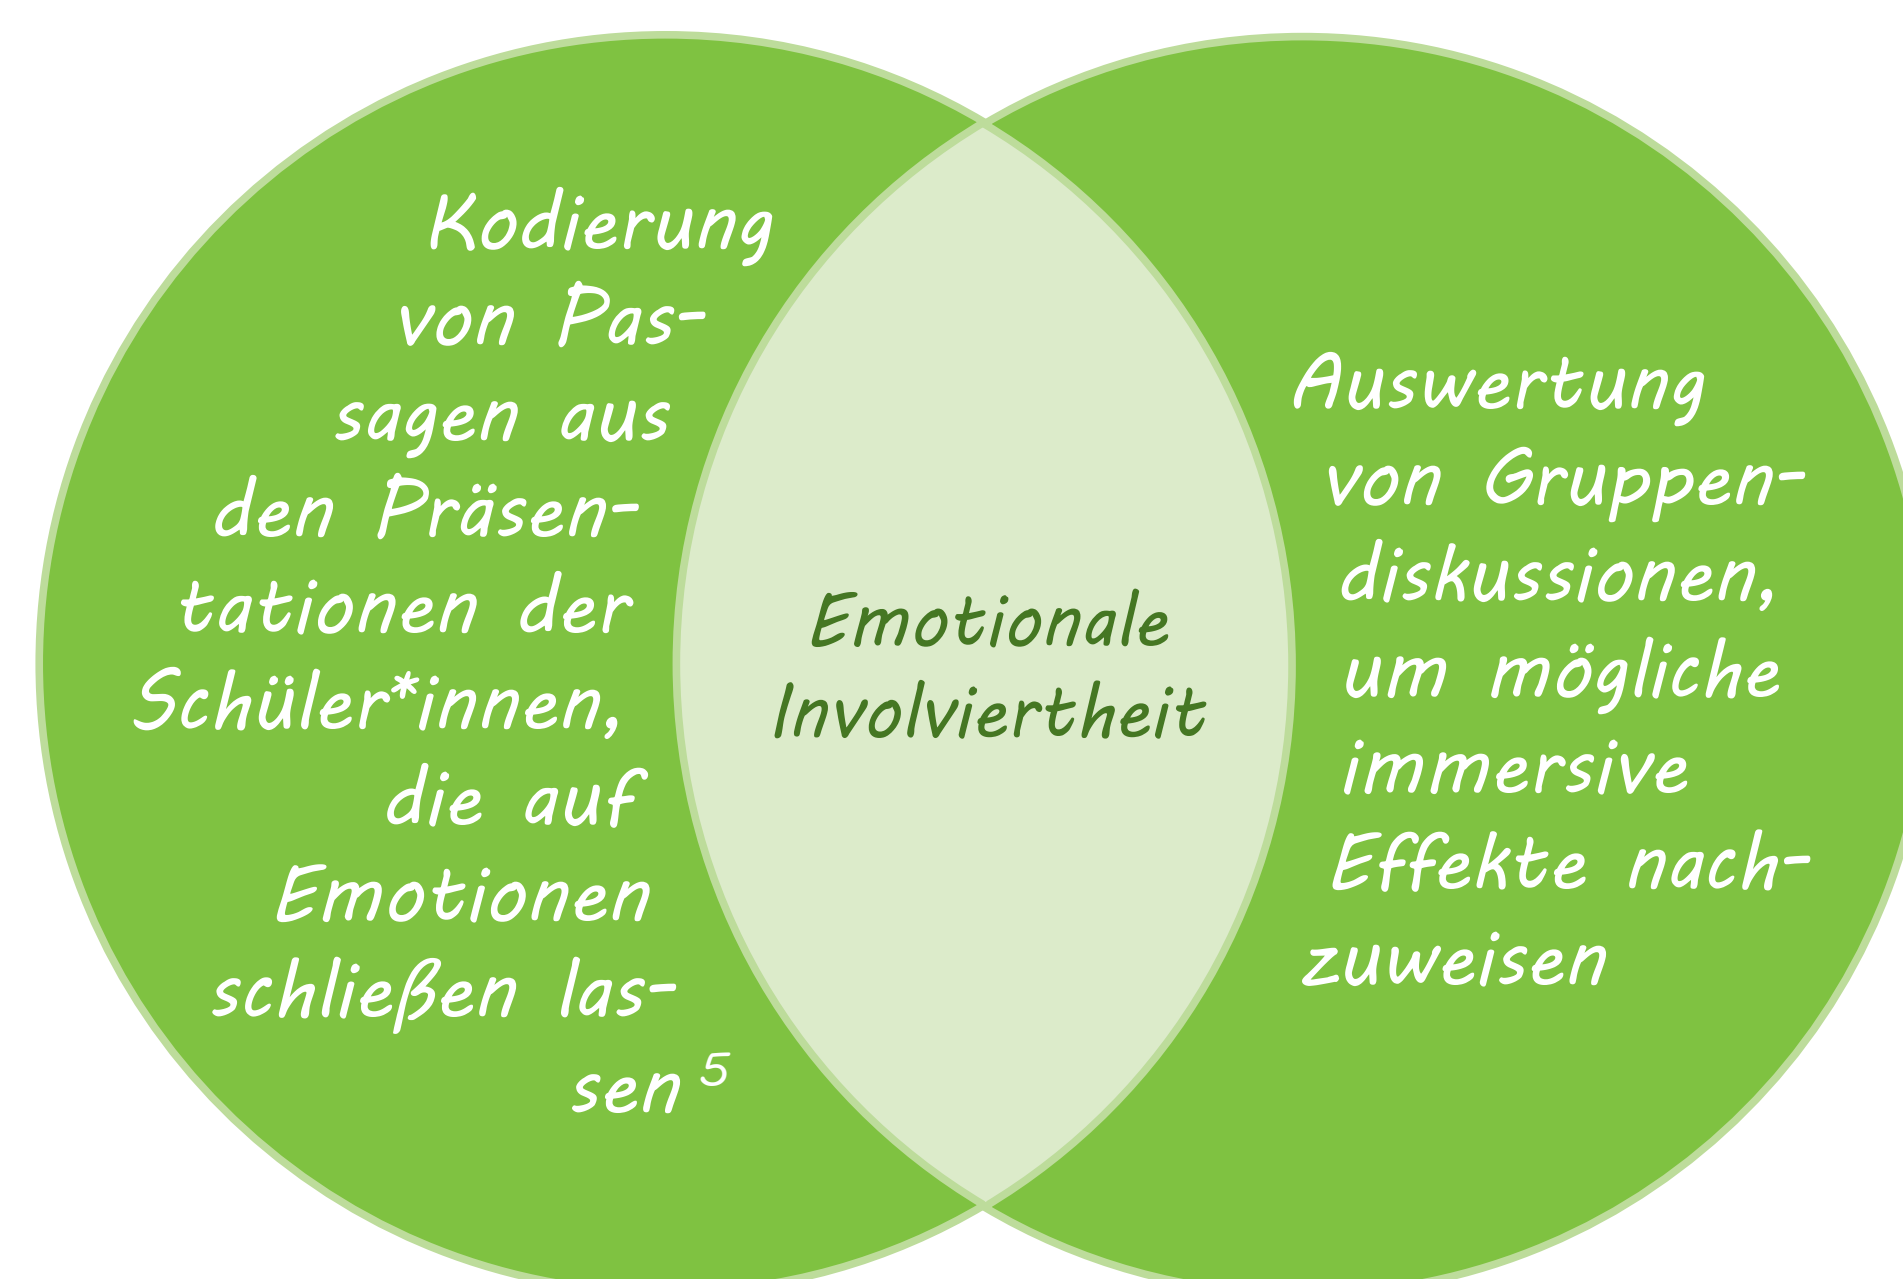 Kodierung
von Pas-
sagen aus
den Präsen-
tationen der
Schüler*innen,
die auf
Emotionen
schließen las-
sen 5
Emotionale
Involviertheit
Auswertung
von Gruppen-
diskussionen,
um mögliche
immersive
Effekte nach-
zuweisen